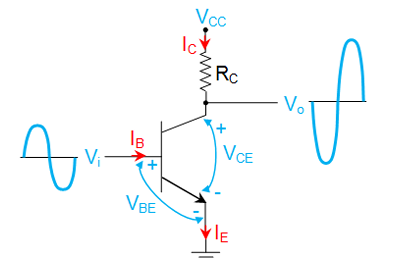 VCC
IC
RC
Vo
IB
Vi
+
+
VCE
VBE
-
-
IE